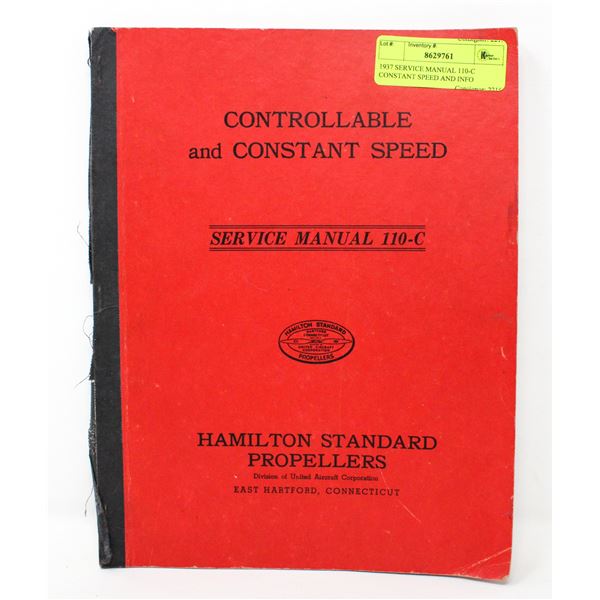 Lot #:
Inventory #:
8629761
1937 SERVICE MANUAL 110-C
CONSTANT SPEED AND INFO
CONTROLLABLE
and CONSTANT SPEED
SERVICE MANUAL 110-C
HAMILTON STANDARD
PROPELLERS
HAMILTON STANDARD
PROPELLERS
Division of United Aircraft Corporation
EAST HARTFORD, CONNECTICUT